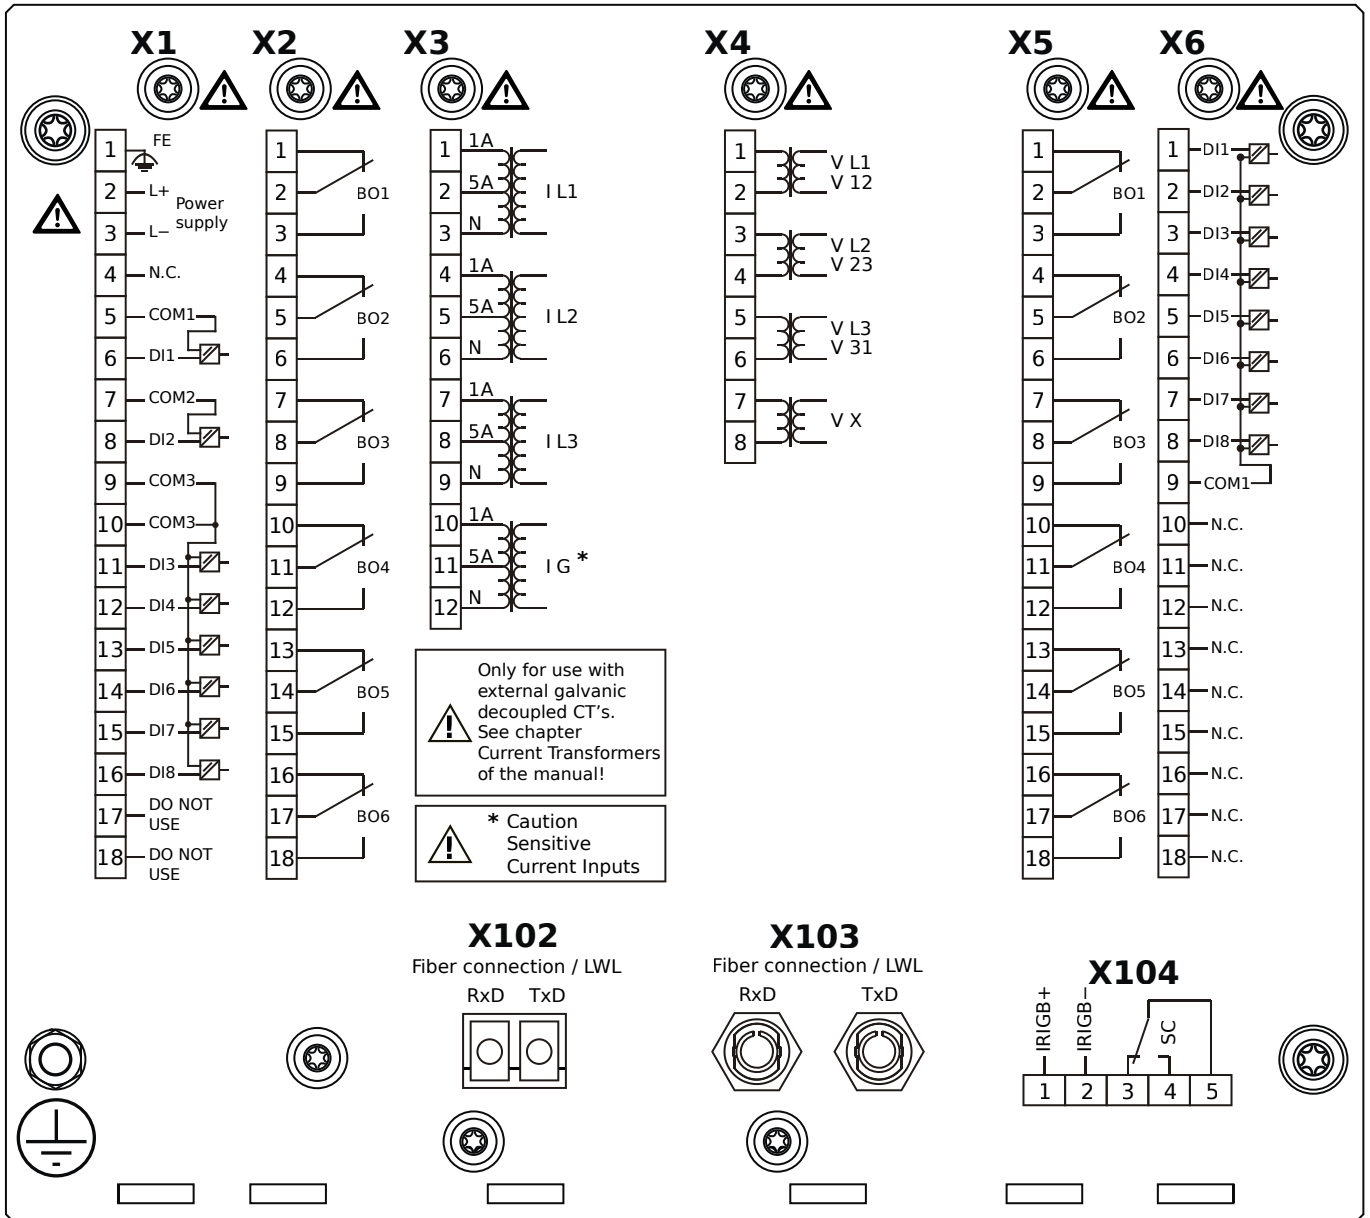 X1
X2
X3
X4
X5
X6
1 FE
2 L+
Power
supply
3 L−
4 N.C.
5 COM1
6 DI1
7 COM2
8 DI2
9 COM3
10 COM3
11 DI3
12 DI4
13 DI5
14 DI6
15 DI7
16 DI8
17 DO NOT
USE
18 DO NOT
USE
1
2 BO1
3
4
5 BO2
6
7
8 BO3
9
10
11 BO4
12
13
14 BO5
15
16
17 BO6
18
1 1A
2 5A I L1
3 N
4 1A
5 5A I L2
6 N
7 1A
8 5A I L3
9 N
10 1A
11 5A I G *
12 N
Only for use with
external galvanic
decoupled CT's.
See chapter
Current Transformers
of the manual!
* Caution
Sensitive
Current Inputs
1 V L1
2 V 12
3 V L2
4 V 23
5 V L3
6 V 31
7 V X
8
1
2 BO1
3
4
5 BO2
6
7
8 BO3
9
10
11 BO4
12
13
14 BO5
15
16
17 BO6
18
1 DI1
2 DI2
3 DI3
4 DI4
5 DI5
6 DI6
7 DI7
8 DI8
9 COM1
10 N.C.
11 N.C.
12 N.C.
13 N.C.
14 N.C.
15 N.C.
16 N.C.
17 N.C.
18 N.C.
X102
Fiber connection / LWL
RxD TxD
X103
Fiber connection / LWL
RxD TxD
X104
IRIGB+
IRIGB−
SC
1 2 3 4 5